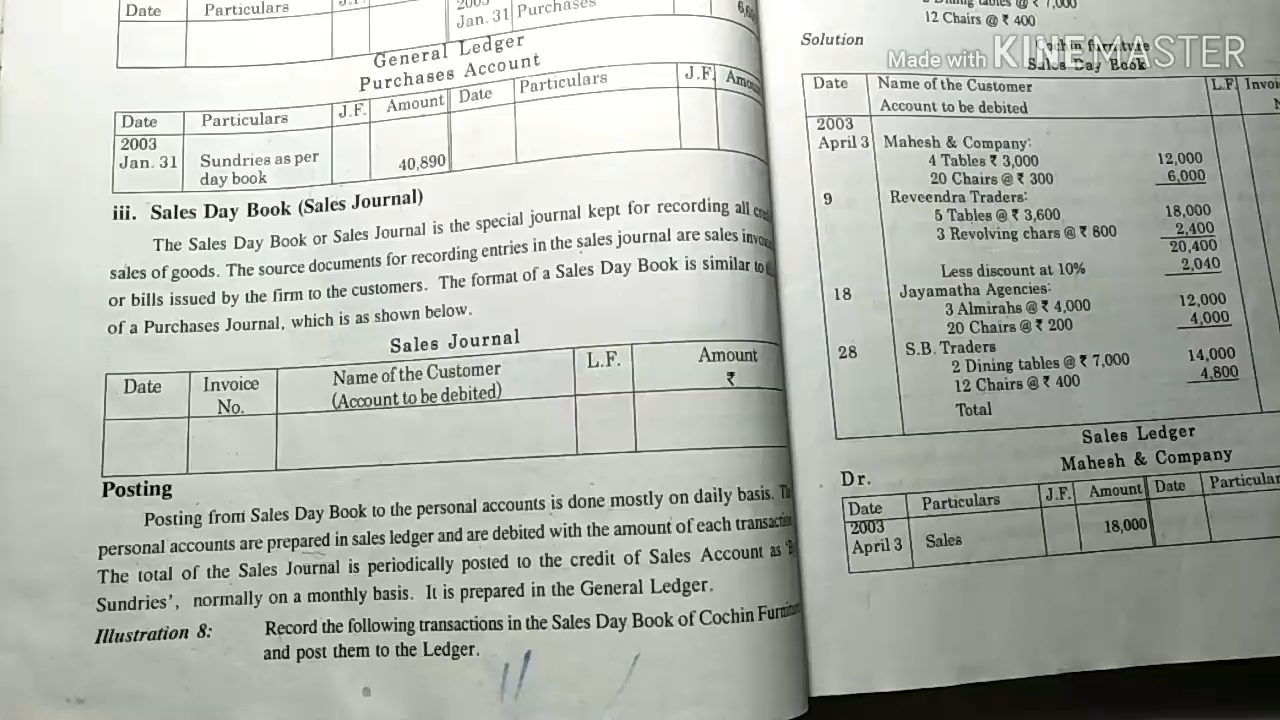 Date Particulars J.F.
2003
Jan. 31 Purchases
General Ledger
Purchases Account
Date Particulars J.F. Amount Date Particulars J.F.
2003
Jan. 31 Sundries as per 40,890
day book
iii. Sales Day Book (Sales Journal)
The Sales Day Book or Sales Journal is the special journal kept for recording all
sales of goods. The source documents for recording entries in the sales journal are sales
or bills issued by the firm to the customers. The format of a Sales Day Book is similar to
of a Purchases Journal, which is as shown below.
Sales Journal
Date Invoice Name of the Customer L.F. Amount
No. (Account to be debited) ₹
Posting
Posting from Sales Day Book to the personal accounts is done mostly on daily basis.
personal accounts are prepared in sales ledger and are debited with the amount of each
The total of the Sales Journal is periodically posted to the credit of Sales Account as
Sundries', normally on a monthly basis. It is prepared in the General Ledger.
Illustration 8: Record the following transactions in the Sales Day Book of Cochin
and post them to the Ledger.
12 Chairs @ ₹ 400
Solution
Made with KINEMASTER
Cochin furniture
Sales Day Book
Date Name of the Customer L.F.
Account to be debited
2003
April 3 Mahesh & Company:
4 Tables ₹ 3,000 12,000
20 Chairs @ ₹ 300 6,000
9 Reveendra Traders:
5 Tables @ ₹ 3,600 18,000
3 Revolving chars @ ₹ 800 2,400
20,400
Less discount at 10% 2,040
18 Jayamatha Agencies:
3 Almirahs @ ₹ 4,000 12,000
20 Chairs @ ₹ 200 4,000
28 S.B. Traders
2 Dining tables @ ₹ 7,000 14,000
12 Chairs @ ₹ 400 4,800
Total
Sales Ledger
Mahesh & Company
Dr.
Date Particulars J.F. Amount Date
2003
April 3 Sales 18,000